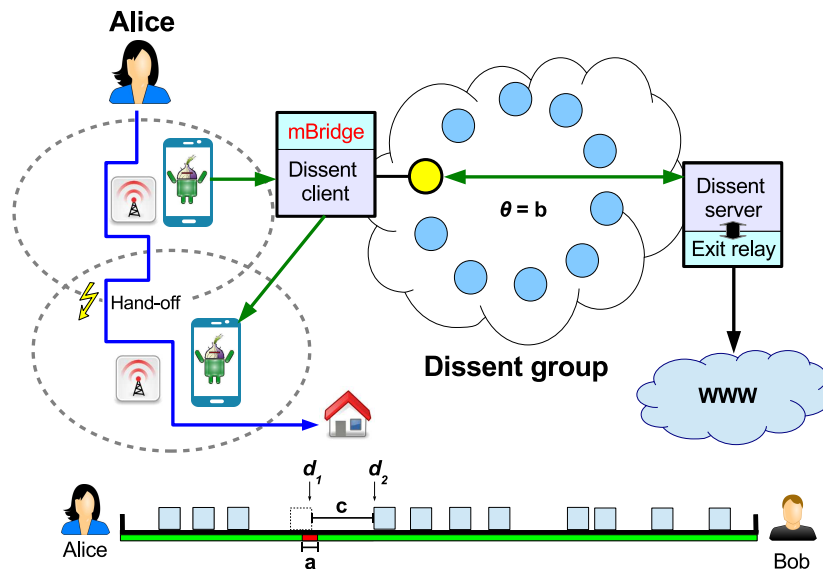 Alice
mBridge
Dissent
client
θ = b
Dissent
server
Exit relay
Hand-off
Dissent group
WWW
d1 d2
c
a
Alice
Bob